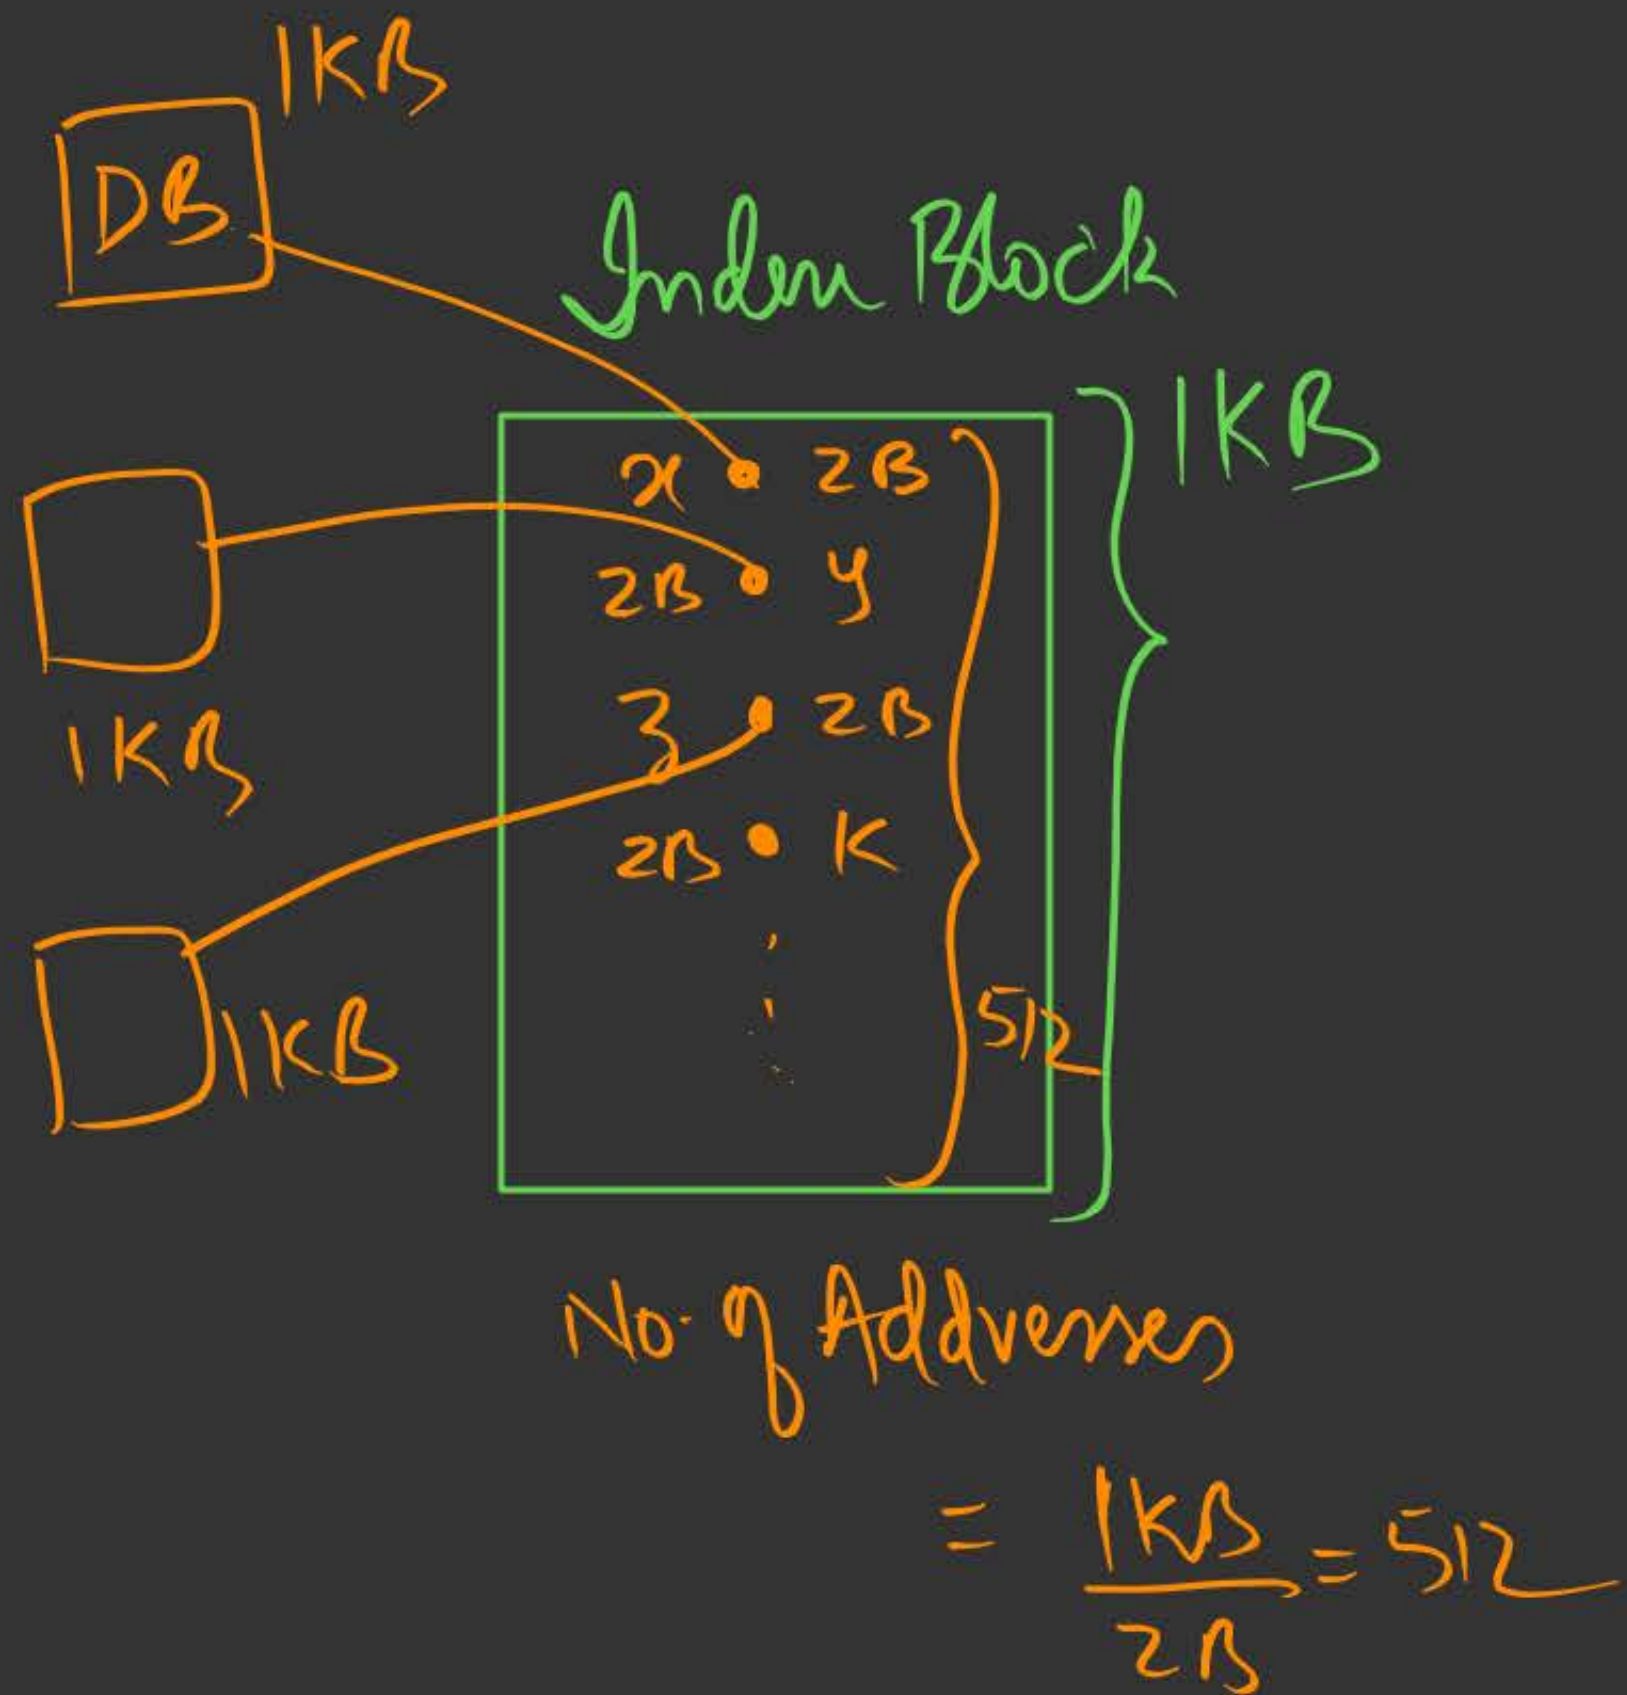 1KB
DB
Index Block
1KB
x 2B
2B y
1KB
z 2B
2B K
512
1KB
No. of Addresses
= 1KB / 2B = 512